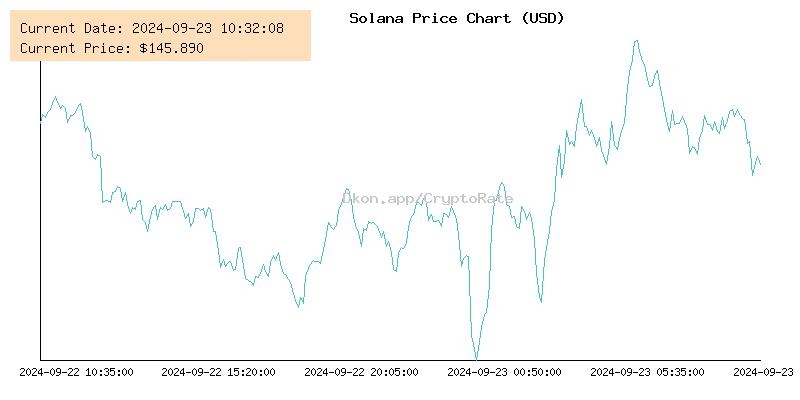 Solana Price Chart (USD)
Current Date: 2024-09-23 10:32:08
Current Price: $145.890
Ukon.app/CryptoRate
2024-09-22 10:35:00 2024-09-22 15:20:00 2024-09-22 20:05:00 2024-09-23 00:50:00 2024-09-23 05:35:00 2024-09-23